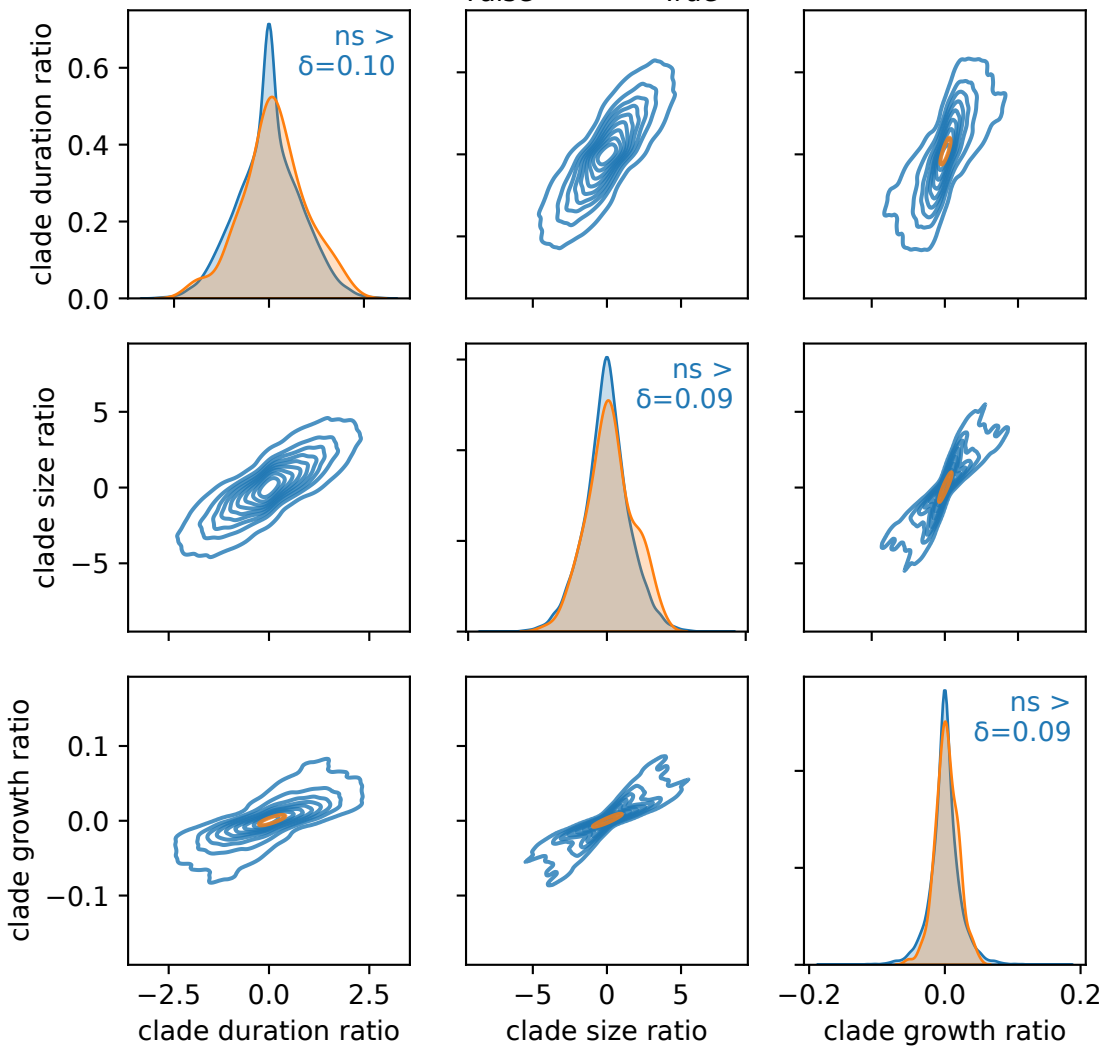 clade duration ratio
0.6
0.4
0.2
0.0
ns >
δ=0.10
clade size ratio
5
0
−5
ns >
δ=0.09
clade growth ratio
0.1
0.0
−0.1
ns >
δ=0.09
−2.5
0.0
2.5
−5
0
5
−0.2
0.0
0.2
clade duration ratio
clade size ratio
clade growth ratio